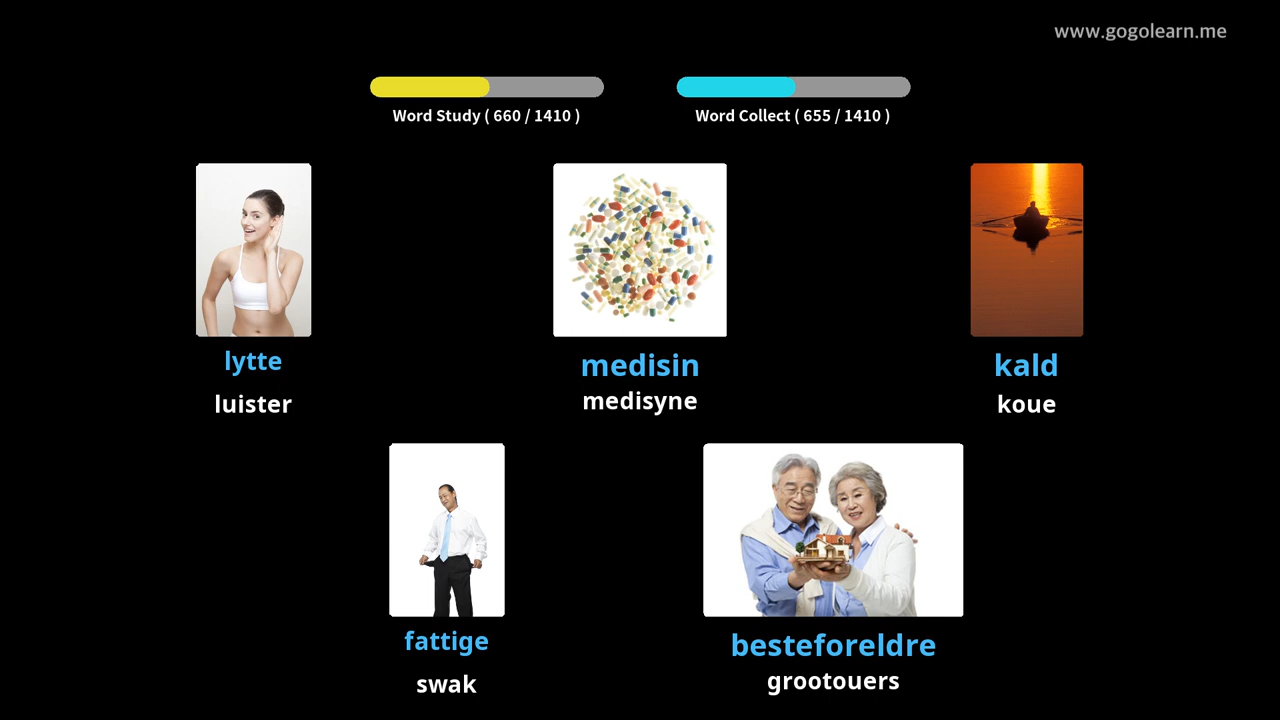 www.gogolearn.me
Word Study ( 660 / 1410 )
Word Collect ( 655 / 1410 )
lytte
luister
medisin
medisyne
kald
koue
fattige
swak
besteforeldre
grootouers